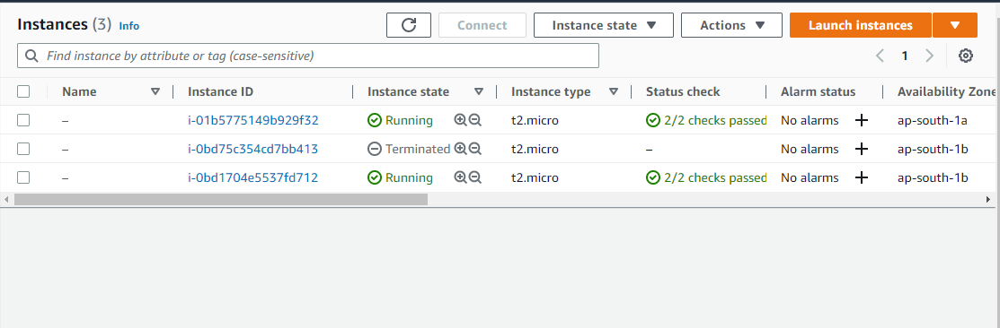 Instances (3) Info Connect Instance state Actions Launch instances
Find instance by attribute or tag (case-sensitive) 1
Name Instance ID Instance state Instance type Status check Alarm status Availability Zone
– i-01b5775149b929f32 Running t2.micro 2/2 checks passed No alarms + ap-south-1a
– i-0bd75c354cd7bb413 Terminated t2.micro – No alarms + ap-south-1b
– i-0bd1704e5537fd712 Running t2.micro 2/2 checks passed No alarms + ap-south-1b